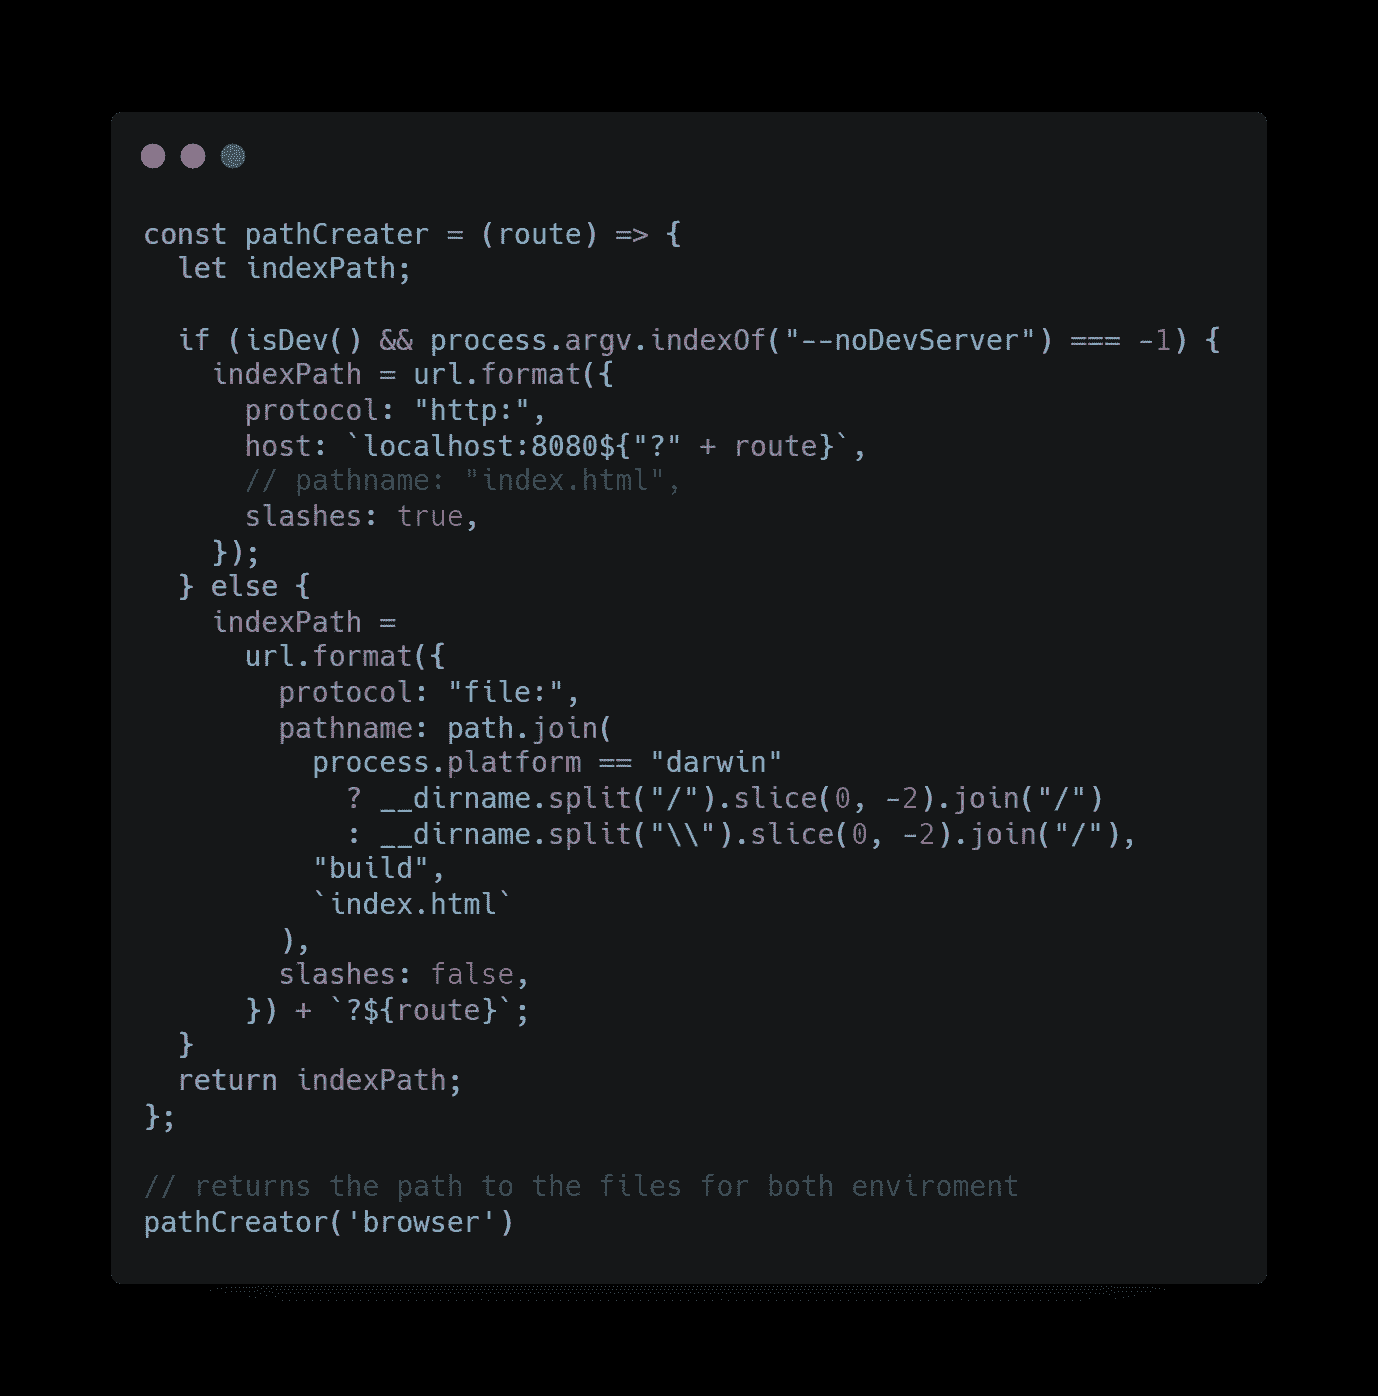 const pathCreater = (route) => {
  let indexPath;

  if (isDev() && process.argv.indexOf("--noDevServer") === -1) {
    indexPath = url.format({
      protocol: "http:",
      host: `localhost:8080${"?" + route}`,
      // pathname: "index.html",
      slashes: true,
    });
  } else {
    indexPath =
      url.format({
        protocol: "file:",
        pathname: path.join(
          process.platform == "darwin"
            ? __dirname.split("/").slice(0, -2).join("/")
            : __dirname.split("\\").slice(0, -2).join("/"),
          "build",
          `index.html`
        ),
        slashes: false,
      }) + `?${route}`;
  }
  return indexPath;
};

// returns the path to the files for both enviroment
pathCreator('browser')